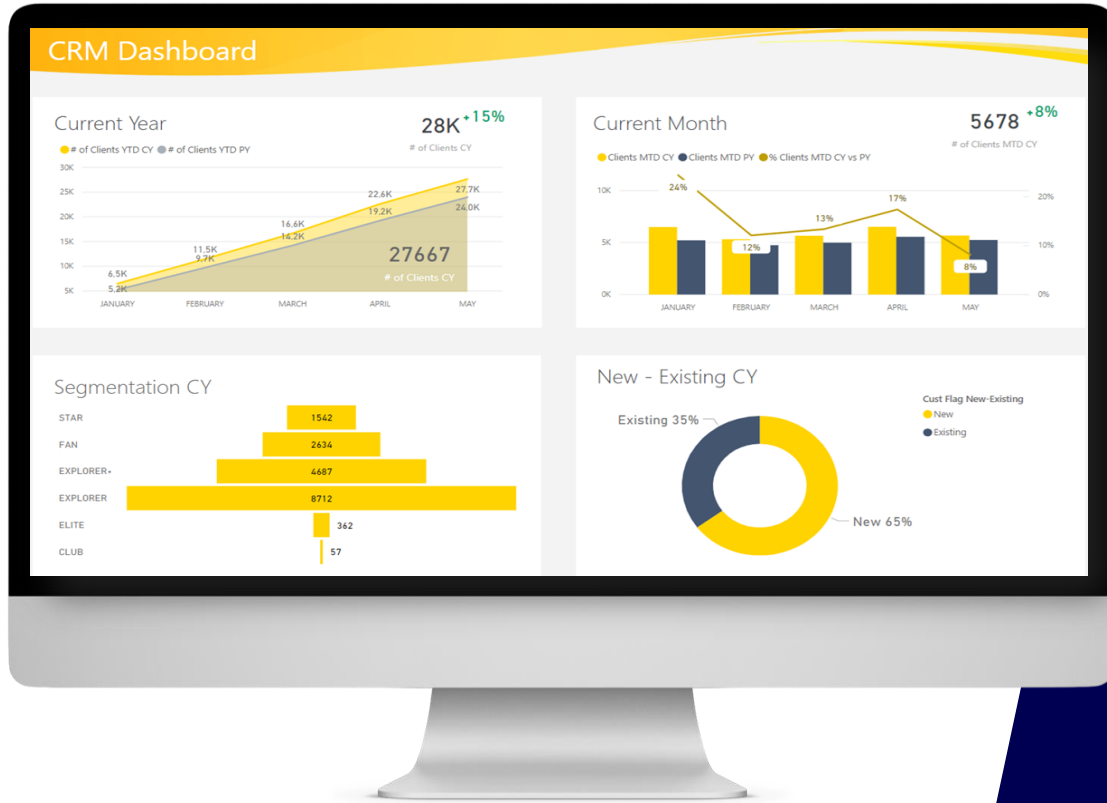 CRM Dashboard
Current Year
28K +15%
# of Clients CY
# of Clients YTD CY # of Clients YTD PY
30K
25K
20K
15K
10K
5K
6.5K
5.2K
11.5K
9.7K
16.6K
14.2K
22.6K
19.2K
27.7K
24.0K
27667
# of Clients CY
JANUARY FEBRUARY MARCH APRIL MAY
Current Month
5678 +8%
# of Clients MTD CY
Clients MTD CY Clients MTD PY % Clients MTD CY vs PY
10K
5K
0K
24%
12%
13%
17%
8%
20%
10%
0%
JANUARY FEBRUARY MARCH APRIL MAY
Segmentation CY
STAR 1542
FAN 2634
EXPLORER+ 4687
EXPLORER 8712
ELITE 362
CLUB 57
New - Existing CY
Cust Flag New-Existing
New
Existing
Existing 35%
New 65%